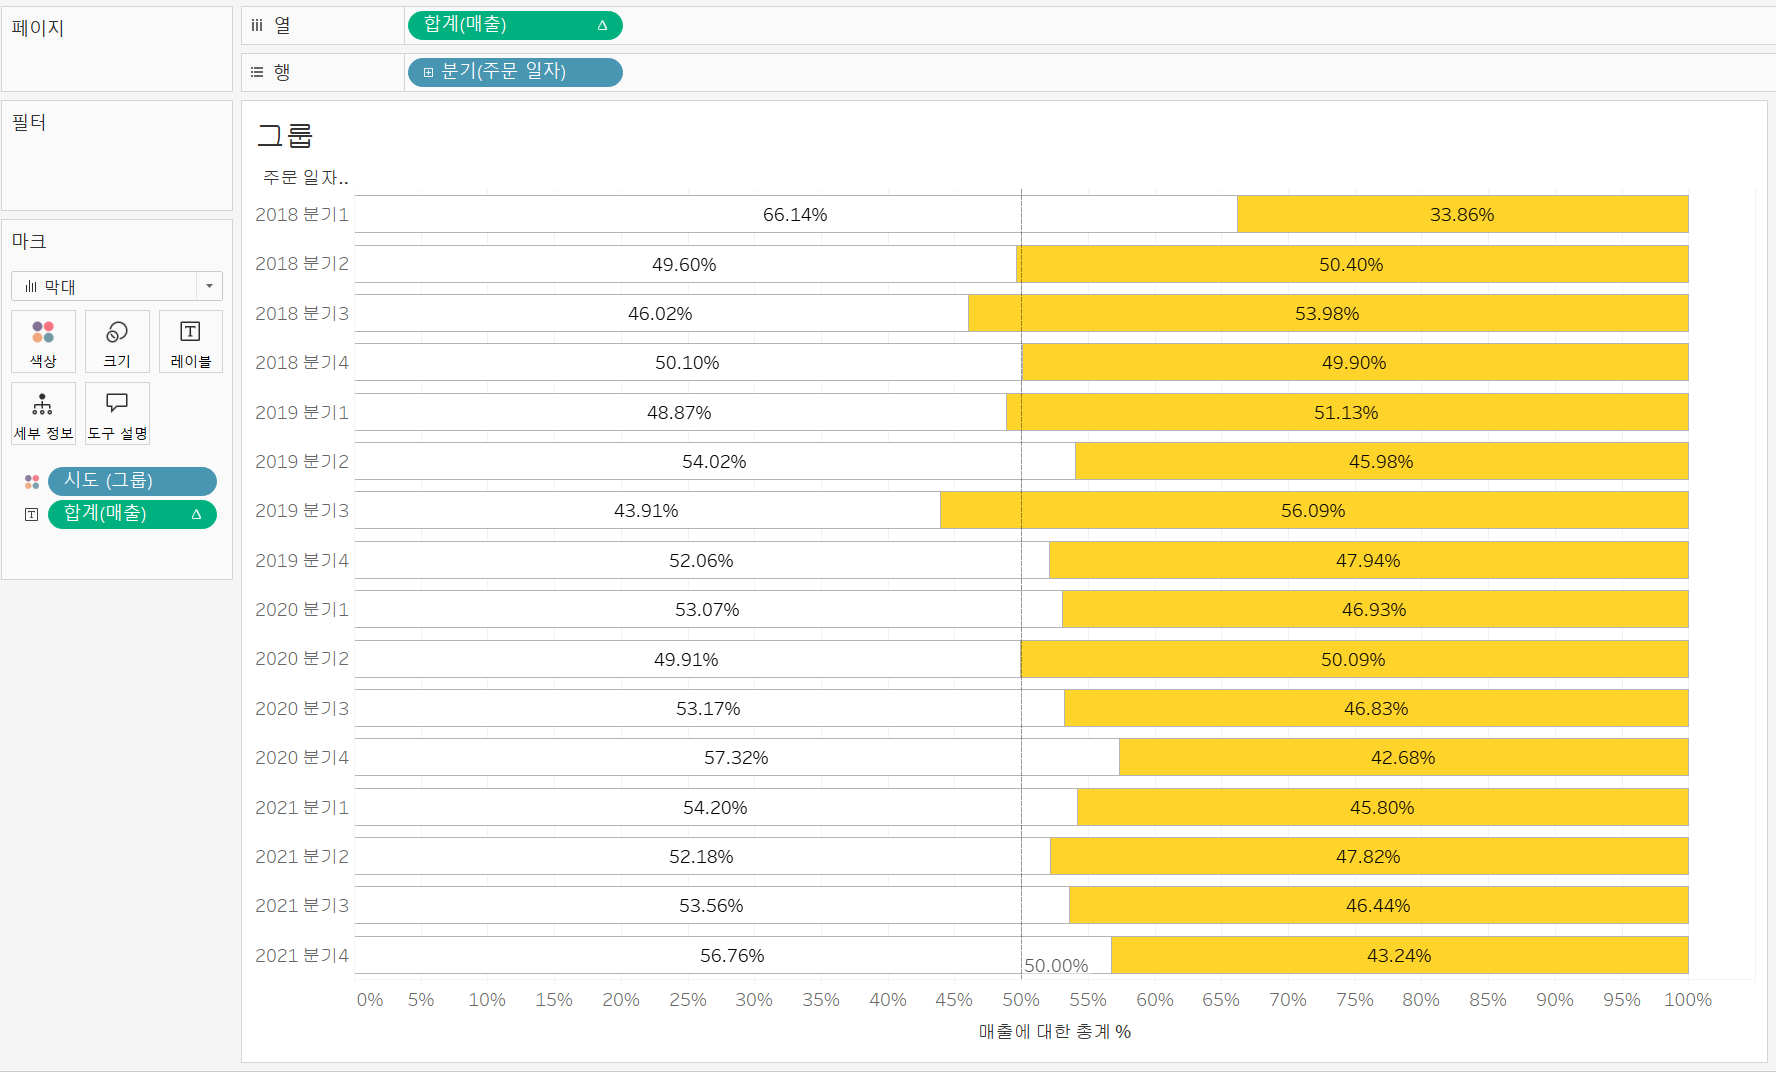 페이지
필터
마크
막대
색상 크기 레이블
세부 정보 도구 설명
시도 (그룹)
합계(매출) Δ
열 합계(매출) Δ
행 분기(주문 일자)
그룹
주문 일자..
2018 분기1 66.14% 33.86%
2018 분기2 49.60% 50.40%
2018 분기3 46.02% 53.98%
2018 분기4 50.10% 49.90%
2019 분기1 48.87% 51.13%
2019 분기2 54.02% 45.98%
2019 분기3 43.91% 56.09%
2019 분기4 52.06% 47.94%
2020 분기1 53.07% 46.93%
2020 분기2 49.91% 50.09%
2020 분기3 53.17% 46.83%
2020 분기4 57.32% 42.68%
2021 분기1 54.20% 45.80%
2021 분기2 52.18% 47.82%
2021 분기3 53.56% 46.44%
2021 분기4 56.76% 43.24%
50.00%
0% 5% 10% 15% 20% 25% 30% 35% 40% 45% 50% 55% 60% 65% 70% 75% 80% 85% 90% 95% 100%
매출에 대한 총계 %